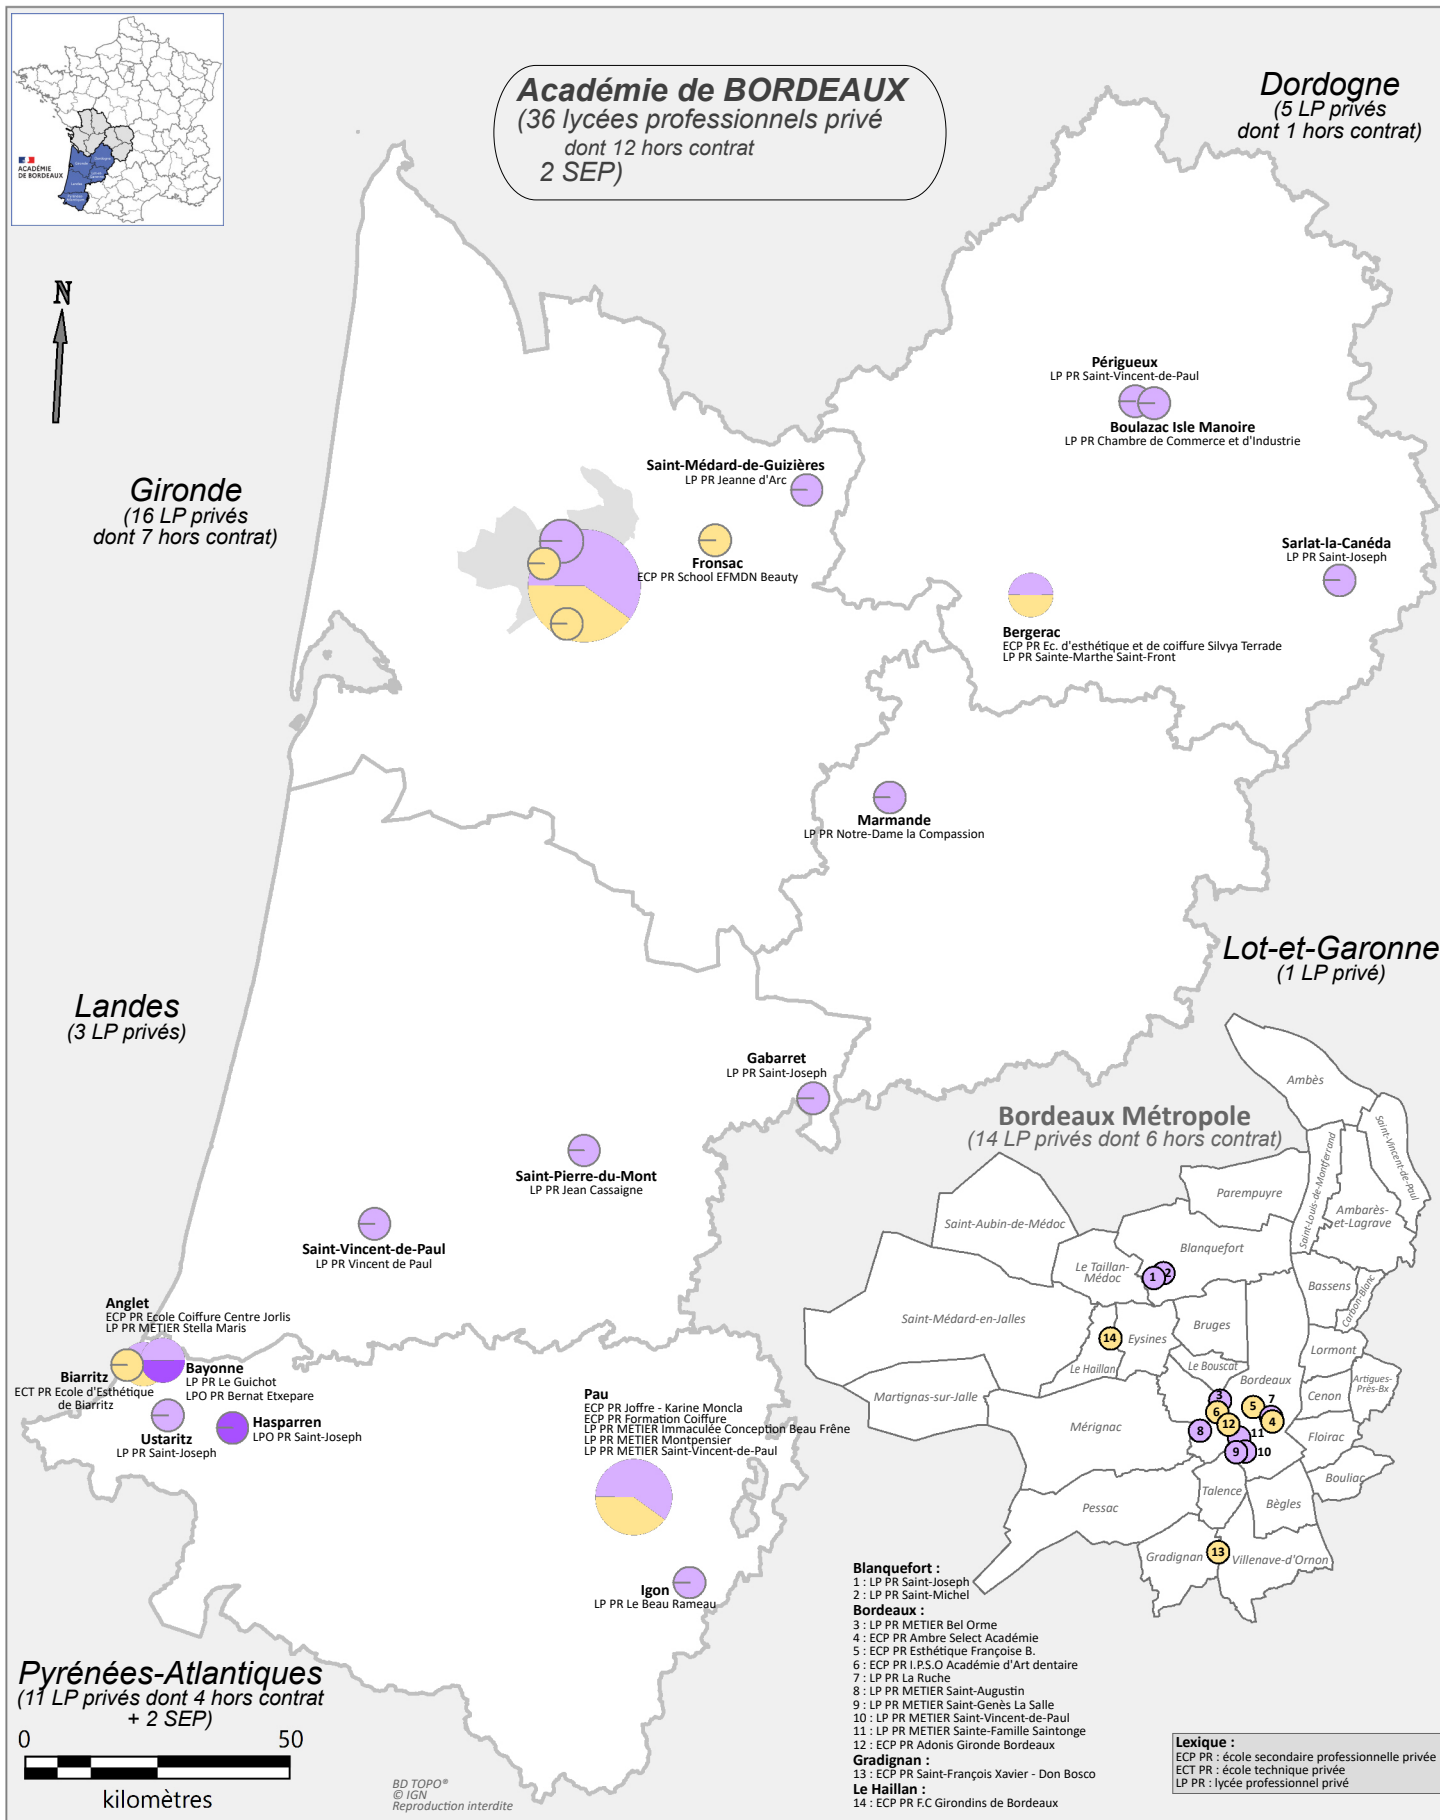 ACADÉMIE
DE BORDEAUX
Académie de BORDEAUX
(36 lycées professionnels privé
dont 12 hors contrat
2 SEP)
Dordogne
(5 LP privés
dont 1 hors contrat)
N
Périgueux
LP PR Saint-Vincent-de-Paul
Boulazac Isle Manoire
LP PR Chambre de Commerce et d'Industrie
Saint-Médard-de-Guizières
LP PR Jeanne d'Arc
Gironde
(16 LP privés
dont 7 hors contrat)
Fronsac
ECP PR School EFMDN Beauty
Sarlat-la-Canéda
LP PR Saint-Joseph
Bergerac
ECP PR Ec. d'esthétique et de coiffure Silvya Terrade
LP PR Sainte-Marthe Saint-Front
Marmande
LP PR Notre-Dame la Compassion
Lot-et-Garonne
(1 LP privé)
Landes
(3 LP privés)
Gabarret
LP PR Saint-Joseph
Saint-Pierre-du-Mont
LP PR Jean Cassaigne
Saint-Vincent-de-Paul
LP PR Vincent de Paul
Anglet
ECP PR Ecole Coiffure Centre Jorlis
LP PR METIER Stella Maris
Biarritz
ECT PR Ecole d'Esthétique
de Biarritz
Bayonne
LP PR Le Guichot
LPO PR Bernat Etxepare
Ustaritz
LP PR Saint-Joseph
Hasparren
LPO PR Saint-Joseph
Pau
ECP PR Joffre - Karine Moncla
ECP PR Formation Coiffure
LP PR METIER Immaculée Conception Beau Frêne
LP PR METIER Montpensier
LP PR METIER Saint-Vincent-de-Paul
Igon
LP PR Le Beau Rameau
Pyrénées-Atlantiques
(11 LP privés dont 4 hors contrat
+ 2 SEP)
0 50
kilomètres
BD TOPO®
© IGN
Reproduction interdite
Bordeaux Métropole
(14 LP privés dont 6 hors contrat)
Ambès
Saint-Vincent-de-Paul
Saint-Louis-de-Montferrand
Parempuyre
Ambarès-
et-Lagrave
Saint-Aubin-de-Médoc
Blanquefort
Le Taillan-
Médoc
1
2
Bassens
Carbon-Blanc
Saint-Médard-en-Jalles
14
Eysines
Bruges
Lormont
Le Haillan
Le Bouscat
Bordeaux
Artigues-
Près-Bx
Martignas-sur-Jalle
Cenon
3
7
5
6
4
12
Mérignac
8
11
Floirac
9
10
Bouliac
Talence
Bègles
Pessac
13
Gradignan
Villenave-d'Ornon
Blanquefort :
1 : LP PR Saint-Joseph
2 : LP PR Saint-Michel
Bordeaux :
3 : LP PR METIER Bel Orme
4 : ECP PR Ambre Select Académie
5 : ECP PR Esthétique Françoise B.
6 : ECP PR I.P.S.O Académie d'Art dentaire
7 : LP PR La Ruche
8 : LP PR METIER Saint-Augustin
9 : LP PR METIER Saint-Genès La Salle
10 : LP PR METIER Saint-Vincent-de-Paul
11 : LP PR METIER Sainte-Famille Saintonge
12 : ECP PR Adonis Gironde Bordeaux
Gradignan :
13 : ECP PR Saint-François Xavier - Don Bosco
Le Haillan :
14 : ECP PR F.C Girondins de Bordeaux
Lexique :
ECP PR : école secondaire professionnelle privée
ECT PR : école technique privée
LP PR : lycée professionnel privé